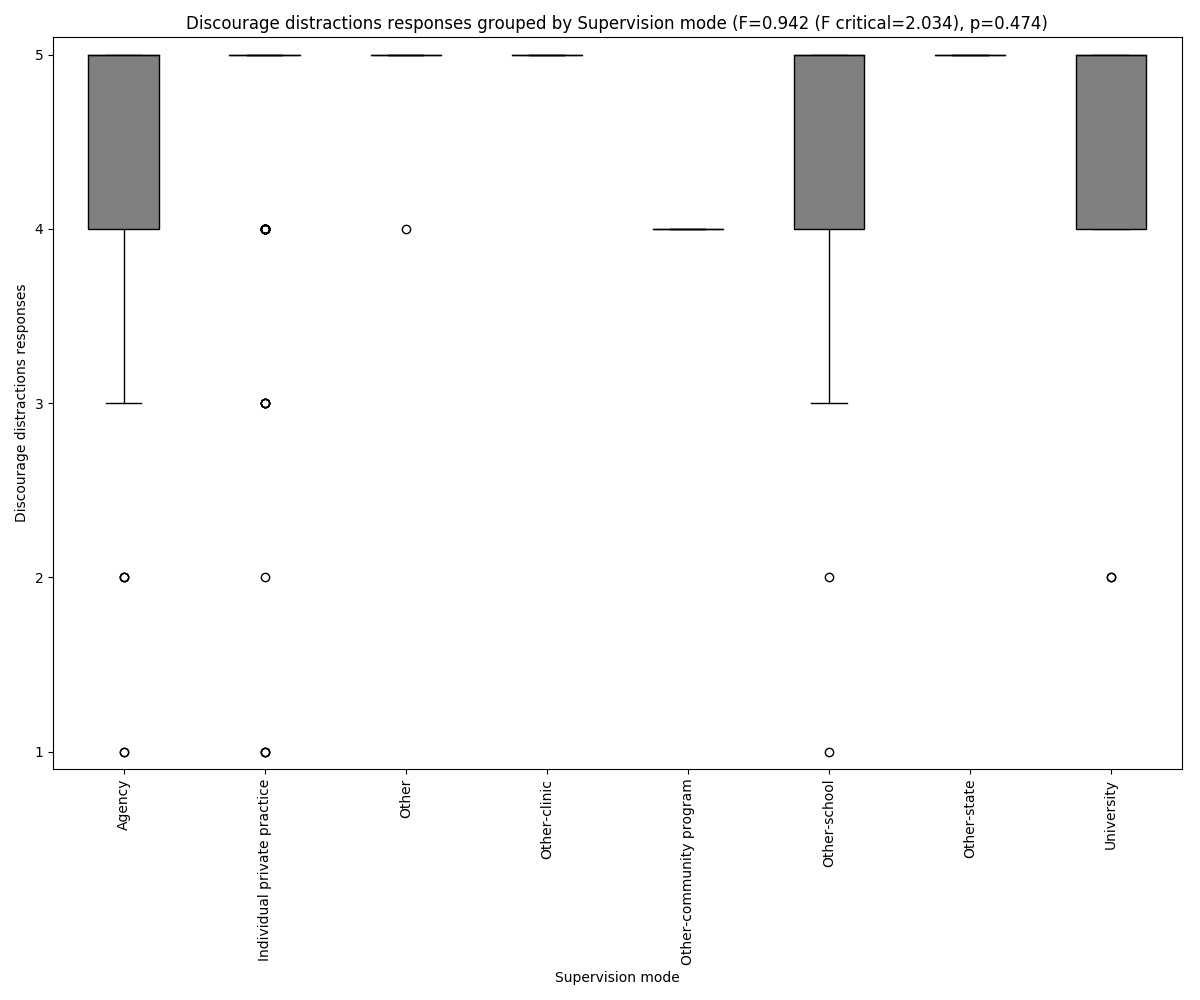 Discourage distractions responses grouped by Supervision mode (F=0.942 (F critical=2.034), p=0.474)
5
4
3
2
1
Discourage distractions responses
Agency
Individual private practice
Other
Other-clinic
Other-community program
Other-school
Other-state
University
Supervision mode